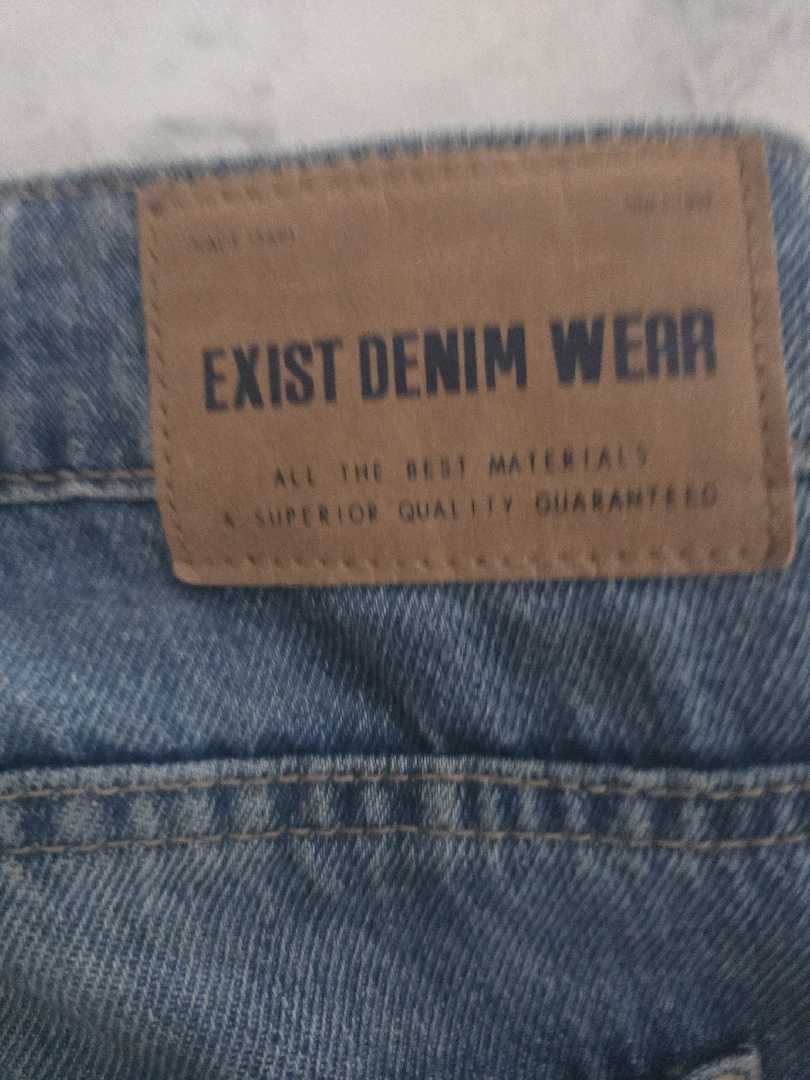 EXIST DENIM WEAR
ALL THE BEST MATERIALS
& SUPERIOR QUALITY GUARANTEED